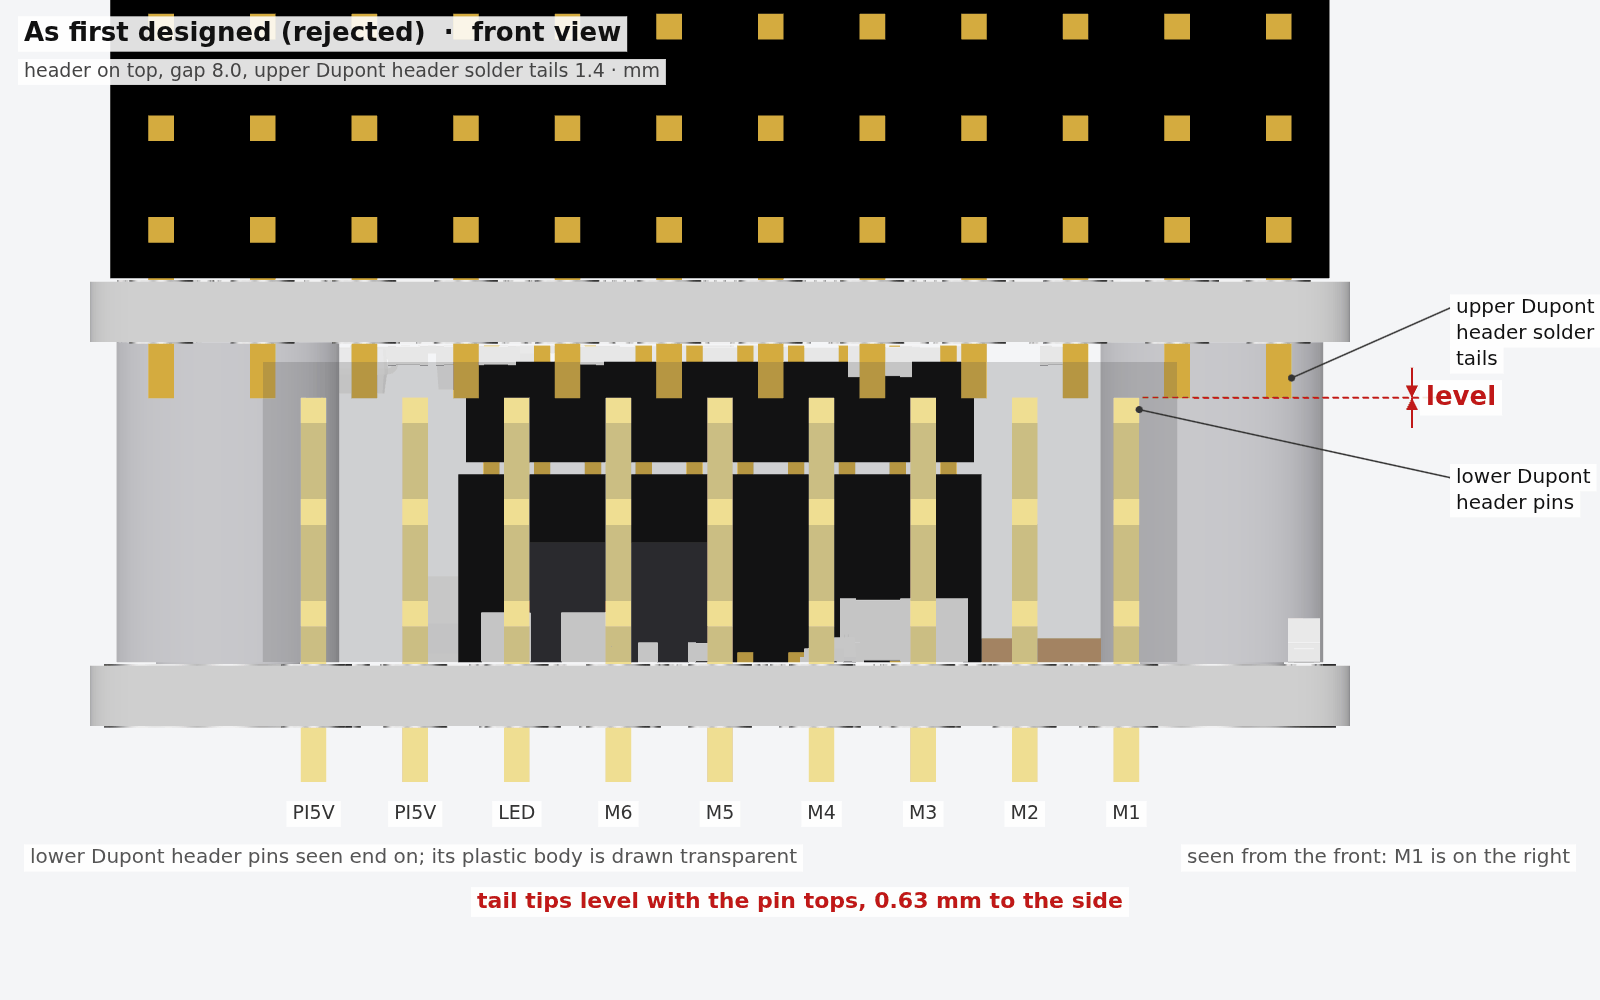 As first designed (rejected) · front view
header on top, gap 8.0, upper Dupont header solder tails 1.4 · mm
upper Dupont
header solder
tails
level
lower Dupont
header pins
PI5V PI5V LED M6 M5 M4 M3 M2 M1
lower Dupont header pins seen end on; its plastic body is drawn transparent
seen from the front: M1 is on the right
tail tips level with the pin tops, 0.63 mm to the side